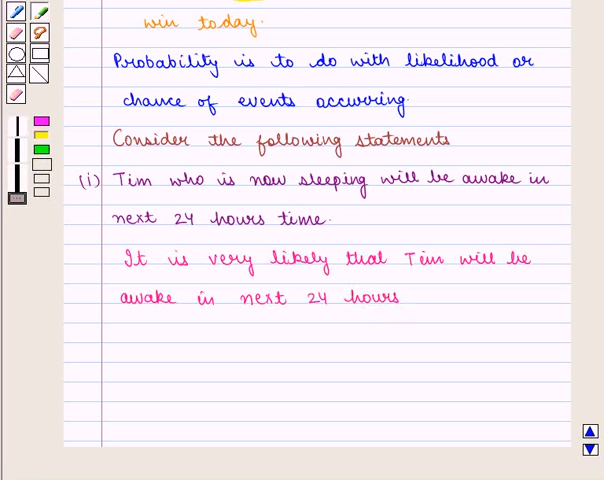 win today.
Probability is to do with likelihood or
chance of events occurring.
Consider the following statements
(i) Tim who is now sleeping will be awake in
next 24 hours time.
It is very likely that Tim will be
awake in next 24 hours